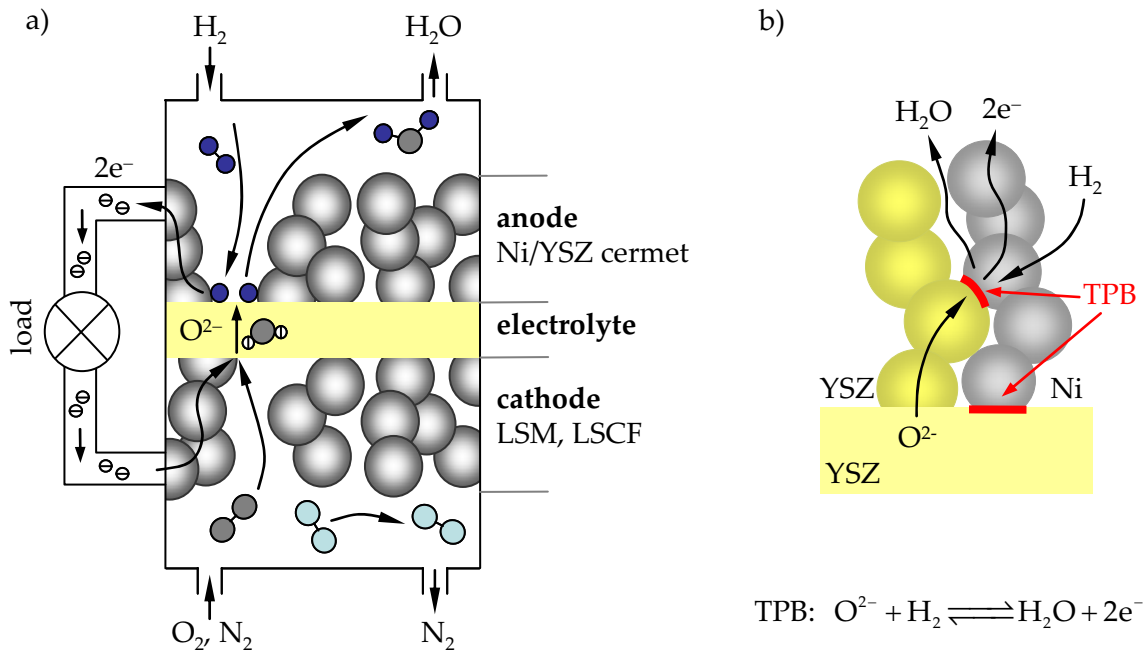 a)
H₂
H₂O
2e⁻
load
anode
Ni/YSZ cermet
O²⁻
electrolyte
cathode
LSM, LSCF
O₂, N₂
N₂
b)
H₂O
2e⁻
H₂
TPB
YSZ
Ni
O²⁻
YSZ
TPB: O²⁻ + H₂ ⇌ H₂O + 2e⁻